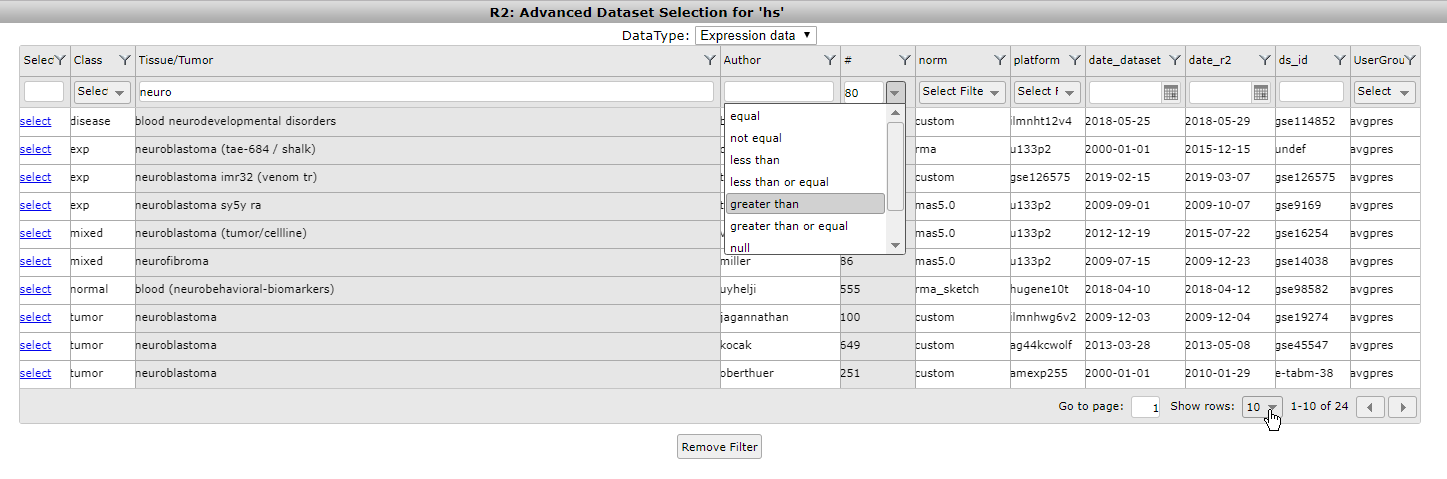 R2: Advanced Dataset Selection for 'hs'
DataType: Expression data
Selec Class Tissue/Tumor Author # norm platform date_dataset date_r2 ds_id UserGrou
Selec neuro 80 Select Filte Select F Select
equal
not equal
less than
less than or equal
greater than
greater than or equal
null
select disease blood neurodevelopmental disorders custom ilmnht12v4 2018-05-25 2018-05-29 gse114852 avgpres
select exp neuroblastoma (tae-684 / shalk) rma u133p2 2000-01-01 2015-12-15 undef avgpres
select exp neuroblastoma imr32 (venom tr) custom gse126575 2019-02-15 2019-03-07 gse126575 avgpres
select exp neuroblastoma sy5y ra mas5.0 u133p2 2009-09-01 2009-10-07 gse9169 avgpres
select mixed neuroblastoma (tumor/cellline) mas5.0 u133p2 2012-12-19 2015-07-22 gse16254 avgpres
select mixed neurofibroma miller 86 mas5.0 u133p2 2009-07-15 2009-12-23 gse14038 avgpres
select normal blood (neurobehavioral-biomarkers) uyhelji 555 rma_sketch hugene10t 2018-04-10 2018-04-12 gse98582 avgpres
select tumor neuroblastoma jagannathan 100 custom ilmnhwg6v2 2009-12-03 2009-12-04 gse19274 avgpres
select tumor neuroblastoma kocak 649 custom ag44kcwolf 2013-03-28 2013-05-08 gse45547 avgpres
select tumor neuroblastoma oberthuer 251 custom amexp255 2000-01-01 2010-01-29 e-tabm-38 avgpres
Go to page: 1 Show rows: 10 1-10 of 24
Remove Filter